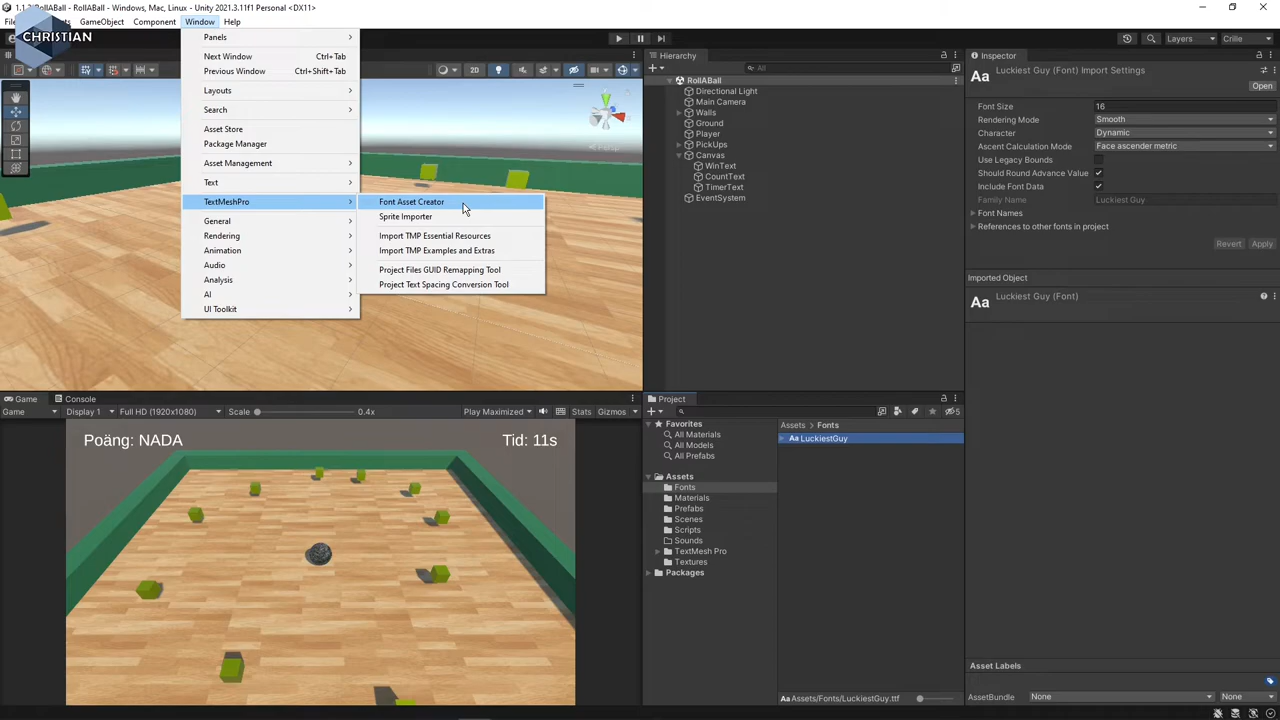 RollABall - Windows, Mac, Linux - Unity 2021.3.11f1 Personal <DX11>
GameObject Component Window Help
CHRISTIAN
Panels
Next Window Ctrl+Tab
Previous Window Ctrl+Shift+Tab
Layouts
Search
Asset Store
Package Manager
Asset Management
Text
TextMeshPro
General
Rendering
Animation
Audio
Analysis
AI
UI Toolkit
Font Asset Creator
Sprite Importer
Import TMP Essential Resources
Import TMP Examples and Extras
Project Files GUID Remapping Tool
Project Text Spacing Conversion Tool
2D
Persp
Layers Crille
Hierarchy
All
RollABall
Directional Light
Main Camera
Walls
Ground
Player
PickUps
Canvas
WinText
CountText
TimerText
EventSystem
Inspector
Luckiest Guy (Font) Import Settings
Open
Font Size 16
Rendering Mode Smooth
Character Dynamic
Ascent Calculation Mode Face ascender metric
Use Legacy Bounds
Should Round Advance Value
Include Font Data
Family Name Luckiest Guy
Font Names
References to other fonts in project
Revert Apply
Imported Object
Luckiest Guy (Font)
Game Console
Game Display 1 Full HD (1920x1080) Scale 0.4x Play Maximized Stats Gizmos
Poäng: NADA Tid: 11s
Project
5
Favorites
All Materials
All Models
All Prefabs
Assets
Fonts
Materials
Prefabs
Scenes
Scripts
Sounds
TextMesh Pro
Textures
Packages
Assets Fonts
LuckiestGuy
Assets/Fonts/LuckiestGuy.ttf
Asset Labels
AssetBundle None None